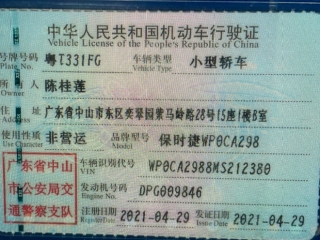 中华人民共和国机动车行驶证
Vehicle License of the People's Republic of China
号牌号码 粤T331FG 车辆类型 小型轿车
Plate No. Vehicle Type
所有人 陈桂莲
Owner
住址 广东省中山市东区奕翠园紫马岭路28号15座1楼B室
使用性质 非营运 品牌型号 保时捷WP0CA298
Use Character Model
广东省中山
市公安局交
通警察支队
车辆识别代号 WP0CA2988MS212380
VIN
发动机号码 DPG009846
Engine No.
注册日期 2021-04-29 发证日期 2021-04-29
Register Date Issue Date